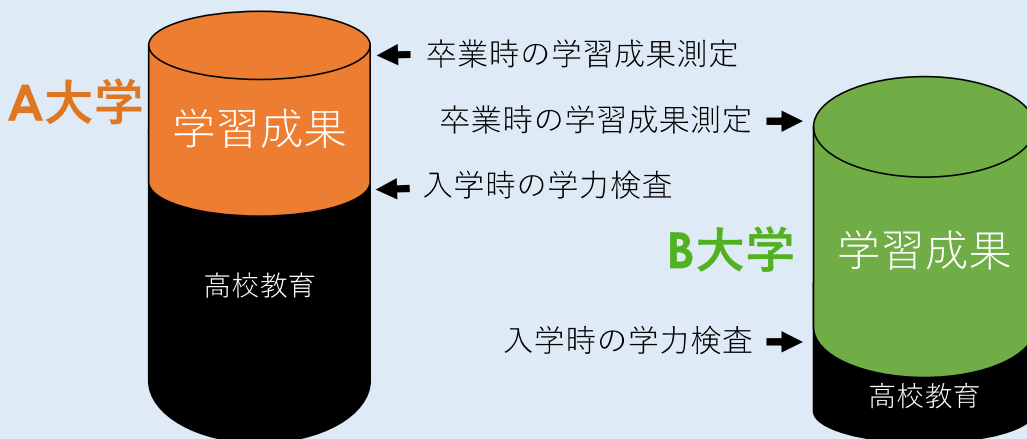 卒業時の学習成果測定
A大学
学習成果
卒業時の学習成果測定
入学時の学力検査
B大学
学習成果
高校教育
入学時の学力検査
高校教育